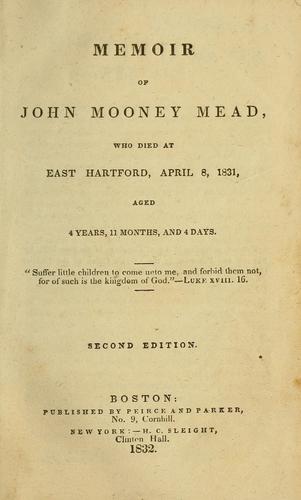 MEMOIR
OF
JOHN MOONEY MEAD,
WHO DIED AT
EAST HARTFORD, APRIL 8, 1831,
AGED
4 YEARS, 11 MONTHS, AND 4 DAYS.
"Suffer little children to come unto me, and forbid them not,
for of such is the kingdom of God."—LUKE XVIII. 16.
SECOND EDITION.
BOSTON:
PUBLISHED BY PEIRCE AND PARKER,
No. 9, Cornhill.
NEW YORK:—H. C. SLEIGHT,
Clinton Hall.
1832.